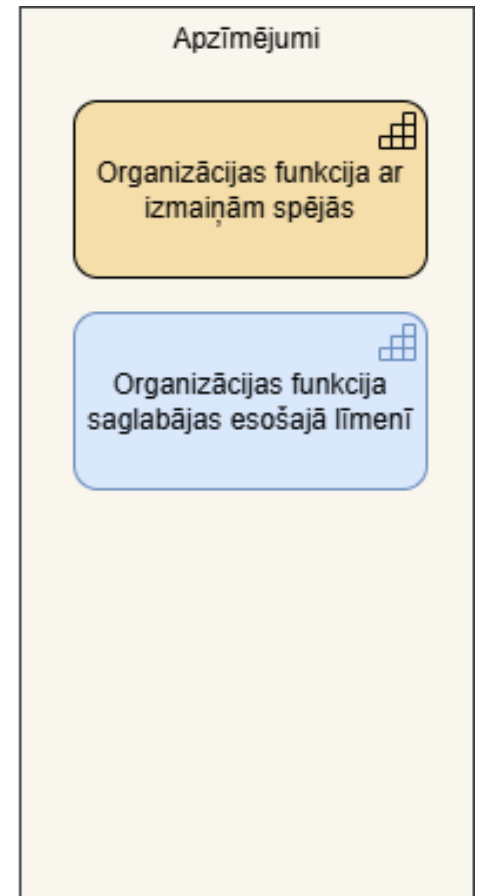 Apzīmējumi
Organizācijas funkcija ar
izmaiņām spējās
Organizācijas funkcija
saglabājas esošajā līmenī